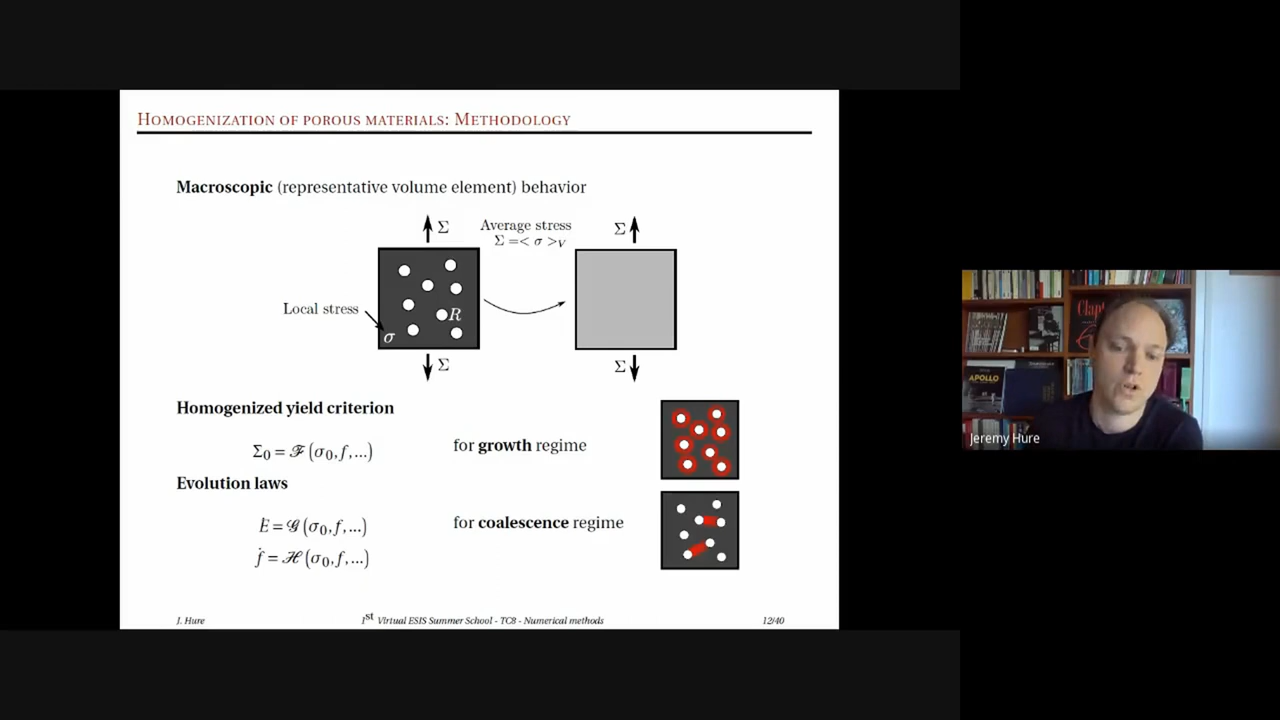 HOMOGENIZATION OF POROUS MATERIALS: METHODOLOGY
Macroscopic (representative volume element) behavior
Σ
Average stress
Σ =< σ >V
Σ
Local stress
R
σ
Σ
Σ
Homogenized yield criterion
Σ0 = ℱ(σ0,f,...)
for growth regime
Evolution laws
Ė = 𝒢(σ0,f,...)
for coalescence regime
ḟ = ℋ(σ0,f,...)
J. Hure
1st Virtual ESIS Summer School - TC8 - Numerical methods
12/40
APOLLO
Jeremy Hure